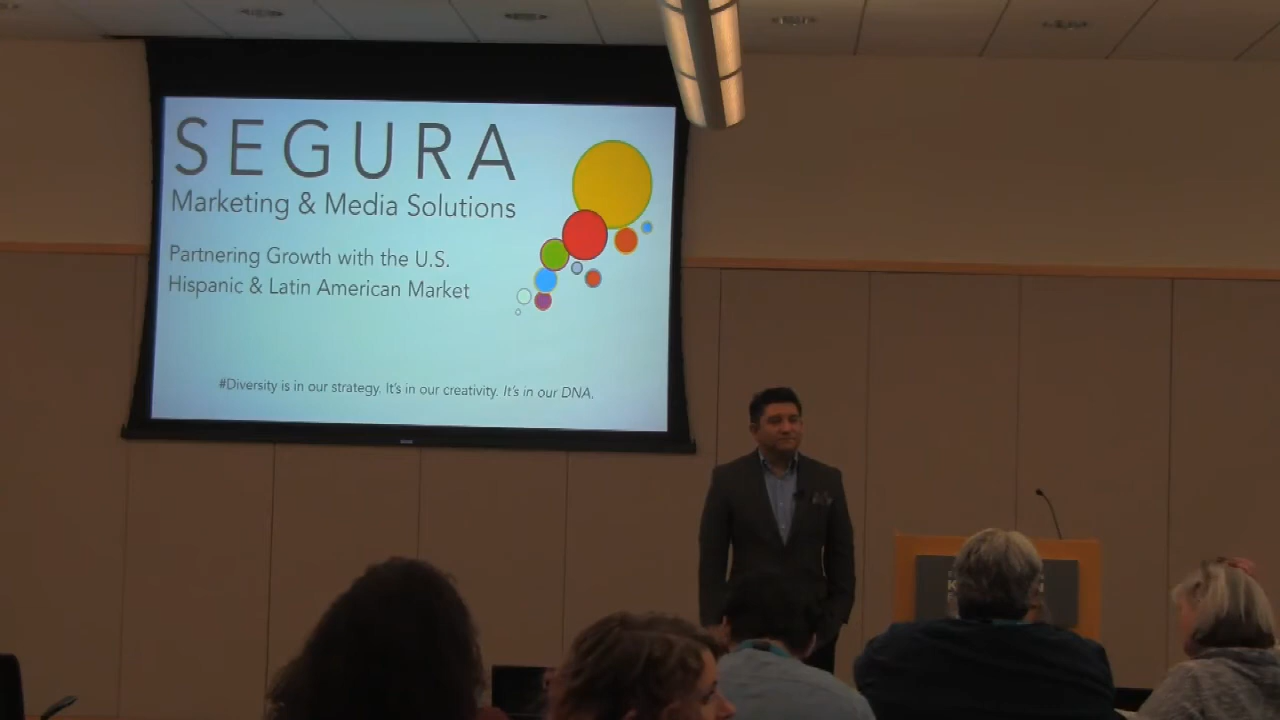 SEGURA
Marketing & Media Solutions
Partnering Growth with the U.S.
Hispanic & Latin American Market
#Diversity is in our strategy. It's in our creativity. It's in our DNA.